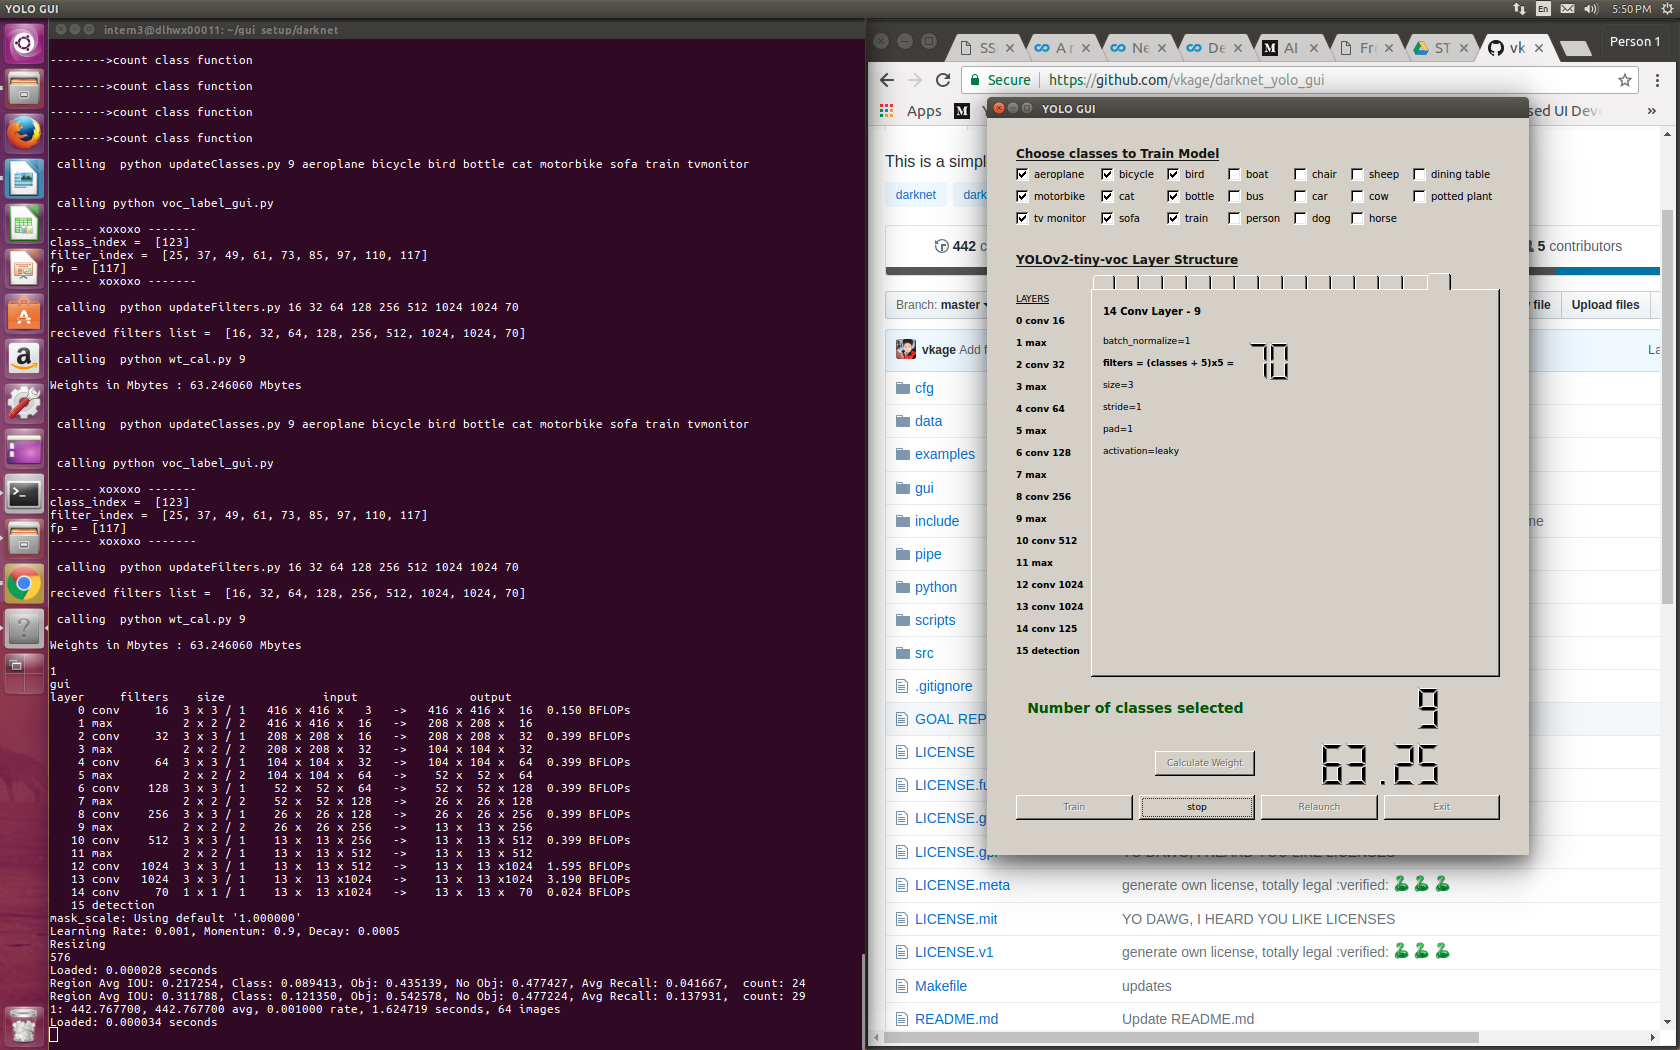 YOLO GUI
En
5:50 PM
intern3@dlhwx00011: ~/gui_setup/darknet
-------->count class function
-------->count class function
-------->count class function
-------->count class function
calling  python updateClasses.py 9 aeroplane bicycle bird bottle cat motorbike sofa train tvmonitor
calling python voc_label_gui.py
------ xoxoxo -------
class_index =  [123]
filter_index =  [25, 37, 49, 61, 73, 85, 97, 110, 117]
fp =  [117]
------ xoxoxo -------
calling  python updateFilters.py 16 32 64 128 256 512 1024 1024 70
recieved filters list =  [16, 32, 64, 128, 256, 512, 1024, 1024, 70]
calling  python wt_cal.py 9
Weights in Mbytes : 63.246060 Mbytes
calling  python updateClasses.py 9 aeroplane bicycle bird bottle cat motorbike sofa train tvmonitor
calling python voc_label_gui.py
------ xoxoxo -------
class_index =  [123]
filter_index =  [25, 37, 49, 61, 73, 85, 97, 110, 117]
fp =  [117]
------ xoxoxo -------
calling  python updateFilters.py 16 32 64 128 256 512 1024 1024 70
recieved filters list =  [16, 32, 64, 128, 256, 512, 1024, 1024, 70]
calling  python wt_cal.py 9
Weights in Mbytes : 63.246060 Mbytes
1
gui
layer     filters    size              input                output
0 conv     16  3 x 3 / 1   416 x 416 x   3   ->   416 x 416 x  16  0.150 BFLOPs
1 max          2 x 2 / 2   416 x 416 x  16   ->   208 x 208 x  16
2 conv     32  3 x 3 / 1   208 x 208 x  16   ->   208 x 208 x  32  0.399 BFLOPs
3 max          2 x 2 / 2   208 x 208 x  32   ->   104 x 104 x  32
4 conv     64  3 x 3 / 1   104 x 104 x  32   ->   104 x 104 x  64  0.399 BFLOPs
5 max          2 x 2 / 2   104 x 104 x  64   ->    52 x  52 x  64
6 conv    128  3 x 3 / 1    52 x  52 x  64   ->    52 x  52 x 128  0.399 BFLOPs
7 max          2 x 2 / 2    52 x  52 x 128   ->    26 x  26 x 128
8 conv    256  3 x 3 / 1    26 x  26 x 128   ->    26 x  26 x 256  0.399 BFLOPs
9 max          2 x 2 / 2    26 x  26 x 256   ->    13 x  13 x 256
10 conv    512  3 x 3 / 1    13 x  13 x 256   ->    13 x  13 x 512  0.399 BFLOPs
11 max          2 x 2 / 1    13 x  13 x 512   ->    13 x  13 x 512
12 conv   1024  3 x 3 / 1    13 x  13 x 512   ->    13 x  13 x1024  1.595 BFLOPs
13 conv   1024  3 x 3 / 1    13 x  13 x1024   ->    13 x  13 x1024  3.190 BFLOPs
14 conv     70  1 x 1 / 1    13 x  13 x1024   ->    13 x  13 x  70  0.024 BFLOPs
15 detection
mask_scale: Using default '1.000000'
Learning Rate: 0.001, Momentum: 0.9, Decay: 0.0005
Resizing
576
Loaded: 0.000028 seconds
Region Avg IOU: 0.217254, Class: 0.089413, Obj: 0.435139, No Obj: 0.477427, Avg Recall: 0.041667,  count: 24
Region Avg IOU: 0.311788, Class: 0.121350, Obj: 0.542578, No Obj: 0.477224, Avg Recall: 0.137931,  count: 29
1: 442.767700, 442.767700 avg, 0.001000 rate, 1.624719 seconds, 64 images
Loaded: 0.000034 seconds
SS A n Ne De M AI Fr ST vk Person 1
Secure https://github.com/vkage/darknet_yolo_gui
Apps M
sed UI Dev
This is a simpl
darknet dark
442 c
5 contributors
Branch: master
file Upload files
vkage Add f
La
cfg
data
examples
gui
include
me
pipe
python
scripts
src
.gitignore
GOAL REP
LICENSE
LICENSE.fu
LICENSE.g
LICENSE.gpl YO DAWG, I HEARD YOU LIKE LICENSES
LICENSE.meta generate own license, totally legal :verified:
LICENSE.mit YO DAWG, I HEARD YOU LIKE LICENSES
LICENSE.v1 generate own license, totally legal :verified:
Makefile updates
README.md Update README.md
YOLO GUI
Choose classes to Train Model
aeroplane bicycle bird boat chair sheep dining table
motorbike cat bottle bus car cow potted plant
tv monitor sofa train person dog horse
YOLOv2-tiny-voc Layer Structure
LAYERS
0 conv 16
1 max
2 conv 32
3 max
4 conv 64
5 max
6 conv 128
7 max
8 conv 256
9 max
10 conv 512
11 max
12 conv 1024
13 conv 1024
14 conv 125
15 detection
14 Conv Layer - 9
batch_normalize=1
filters = (classes + 5)x5 = 70
size=3
stride=1
pad=1
activation=leaky
Number of classes selected 9
Calculate Weight 63.25
Train stop Relaunch Exit